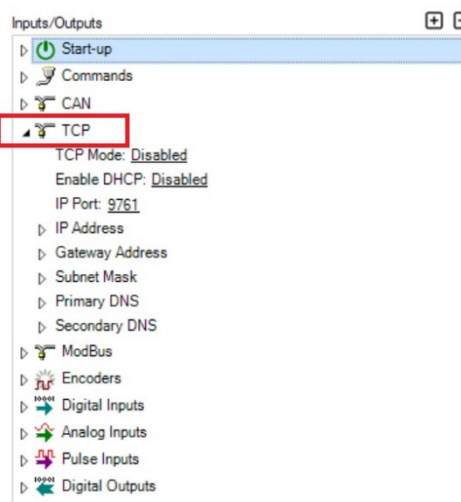 Inputs/Outputs
Start-up
Commands
CAN
TCP
TCP Mode: Disabled
Enable DHCP: Disabled
IP Port: 9761
IP Address
Gateway Address
Subnet Mask
Primary DNS
Secondary DNS
ModBus
Encoders
Digital Inputs
Analog Inputs
Pulse Inputs
Digital Outputs